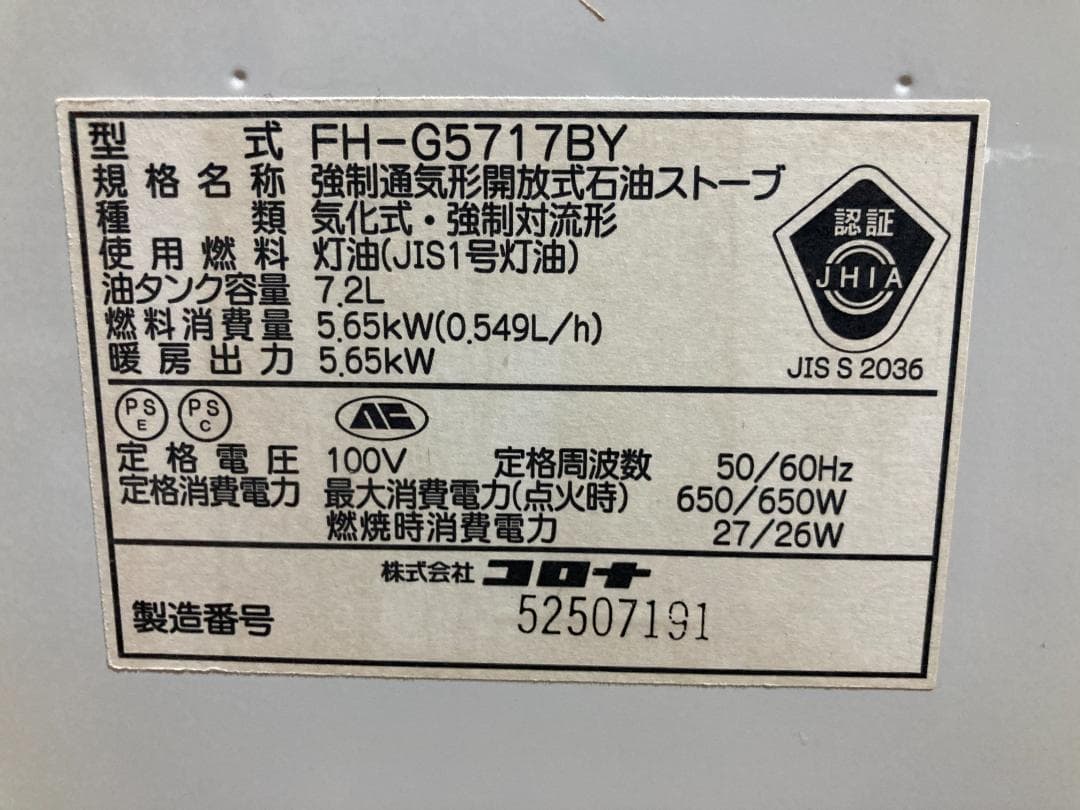 型式 FH-G5717BY
規格名称 強制通気形開放式石油ストーブ
種類 気化式・強制対流形
使用燃料 灯油(JIS1号灯油)
油タンク容量 7.2L
燃料消費量 5.65kW(0.549L/h)
暖房出力 5.65kW
認証
JHIA
JIS S 2036
PS E PS C
定格電圧 100V 定格周波数 50/60Hz
定格消費電力 最大消費電力(点火時) 650/650W
燃焼時消費電力 27/26W
株式会社 コロナ
製造番号 52507191